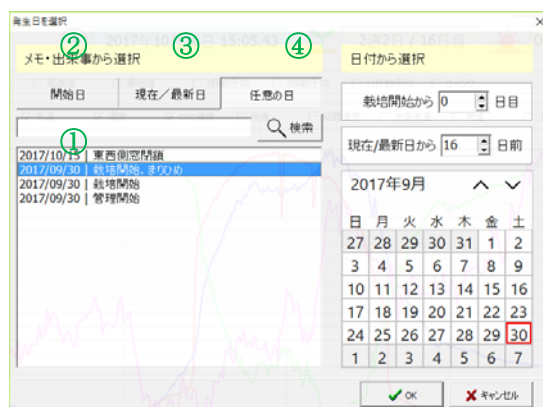 発生日を選択
② ③ ④
メモ・出来事から選択
開始日 現在／最新日 任意の日
検索
①
2017/10/15 | 東西側窓閉鎖
2017/09/30 | 栽培開始, まりひめ
2017/09/30 | 栽培開始
2017/09/30 | 管理開始
日付から選択
栽培開始から 0 日目
現在/最新日から 16 日前
2017年9月
日 月 火 水 木 金 土
27 28 29 30 31 1 2
3 4 5 6 7 8 9
10 11 12 13 14 15 16
17 18 19 20 21 22 23
24 25 26 27 28 29 30
1 2 3 4 5 6 7
OK キャンセル